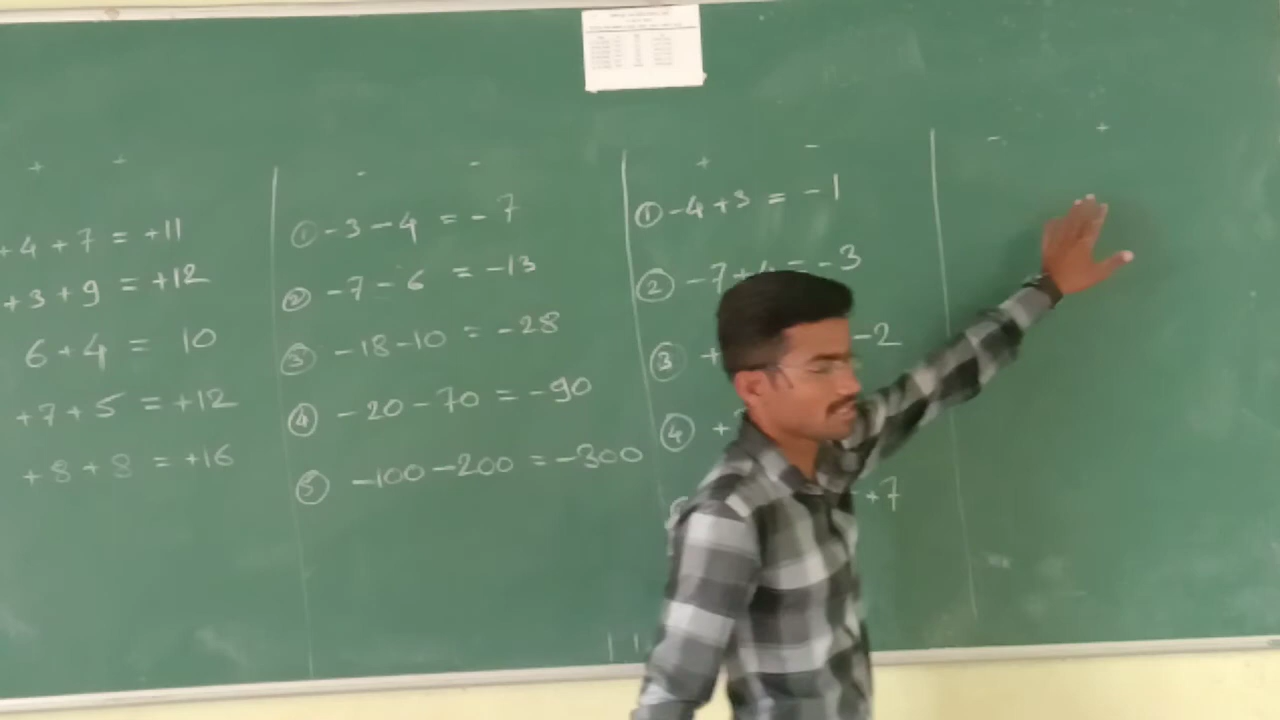 + +
+4 +7 = +11
+3 +9 = +12
6 +4 = 10
+7 +5 = +12
+8 +8 = +16
- -
① -3 -4 = -7
② -7 -6 = -13
③ -18 -10 = -28
④ -20 -70 = -90
⑤ -100 -200 = -300
+ -
① -4 +3 = -1
② -7 +4 = -3
③ + -2
④ +
+7
- +